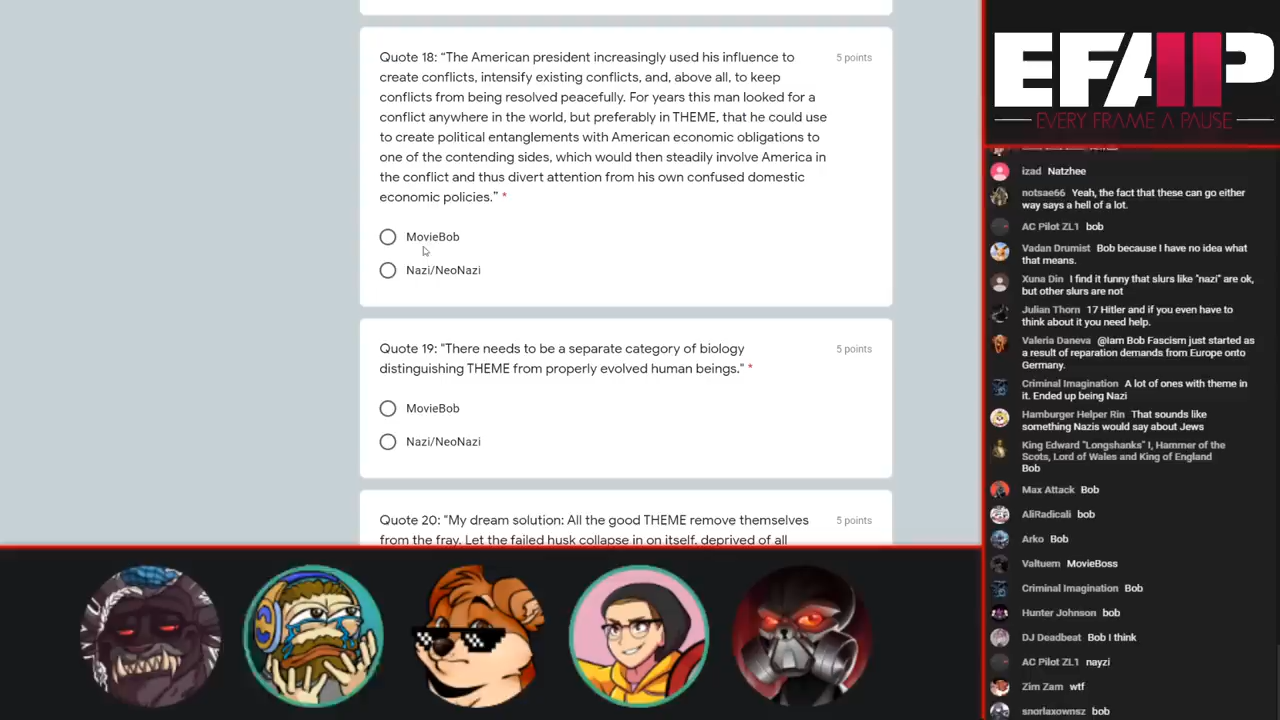 Quote 18: “The American president increasingly used his influence to
create conflicts, intensify existing conflicts, and, above all, to keep
conflicts from being resolved peacefully. For years this man looked for a
conflict anywhere in the world, but preferably in THEME, that he could use
to create political entanglements with American economic obligations to
one of the contending sides, which would then steadily involve America in
the conflict and thus divert attention from his own confused domestic
economic policies.” *
5 points
MovieBob
Nazi/NeoNazi
Quote 19: "There needs to be a separate category of biology
distinguishing THEME from properly evolved human beings." *
5 points
MovieBob
Nazi/NeoNazi
Quote 20: "My dream solution: All the good THEME remove themselves
from the fray. Let the failed husk collapse in on itself, deprived of all
5 points
EFAP
EVERY FRAME A PAUSE
izad Natzhee
notsae66 Yeah, the fact that these can go either
way says a hell of a lot.
AC Pilot ZL1 bob
Vadan Drumist Bob because I have no idea what
that means.
Xuna Din I find it funny that slurs like "nazi" are ok,
but other slurs are not
Julian Thorn 17 Hitler and if you even have to
think about it you need help.
Valeria Daneva @Iam Bob Fascism just started as
a result of reparation demands from Europe onto
Germany.
Criminal Imagination A lot of ones with theme in
it. Ended up being Nazi
Hamburger Helper Rin That sounds like
something Nazis would say about Jews
King Edward "Longshanks" I, Hammer of the
Scots, Lord of Wales and King of England
Bob
Max Attack Bob
AliRadicali bob
Arko Bob
Valtuem MovieBoss
Criminal Imagination Bob
Hunter Johnson bob
DJ Deadbeat Bob I think
AC Pilot ZL1 nayzi
Zim Zam wtf
snorlaxownsz bob